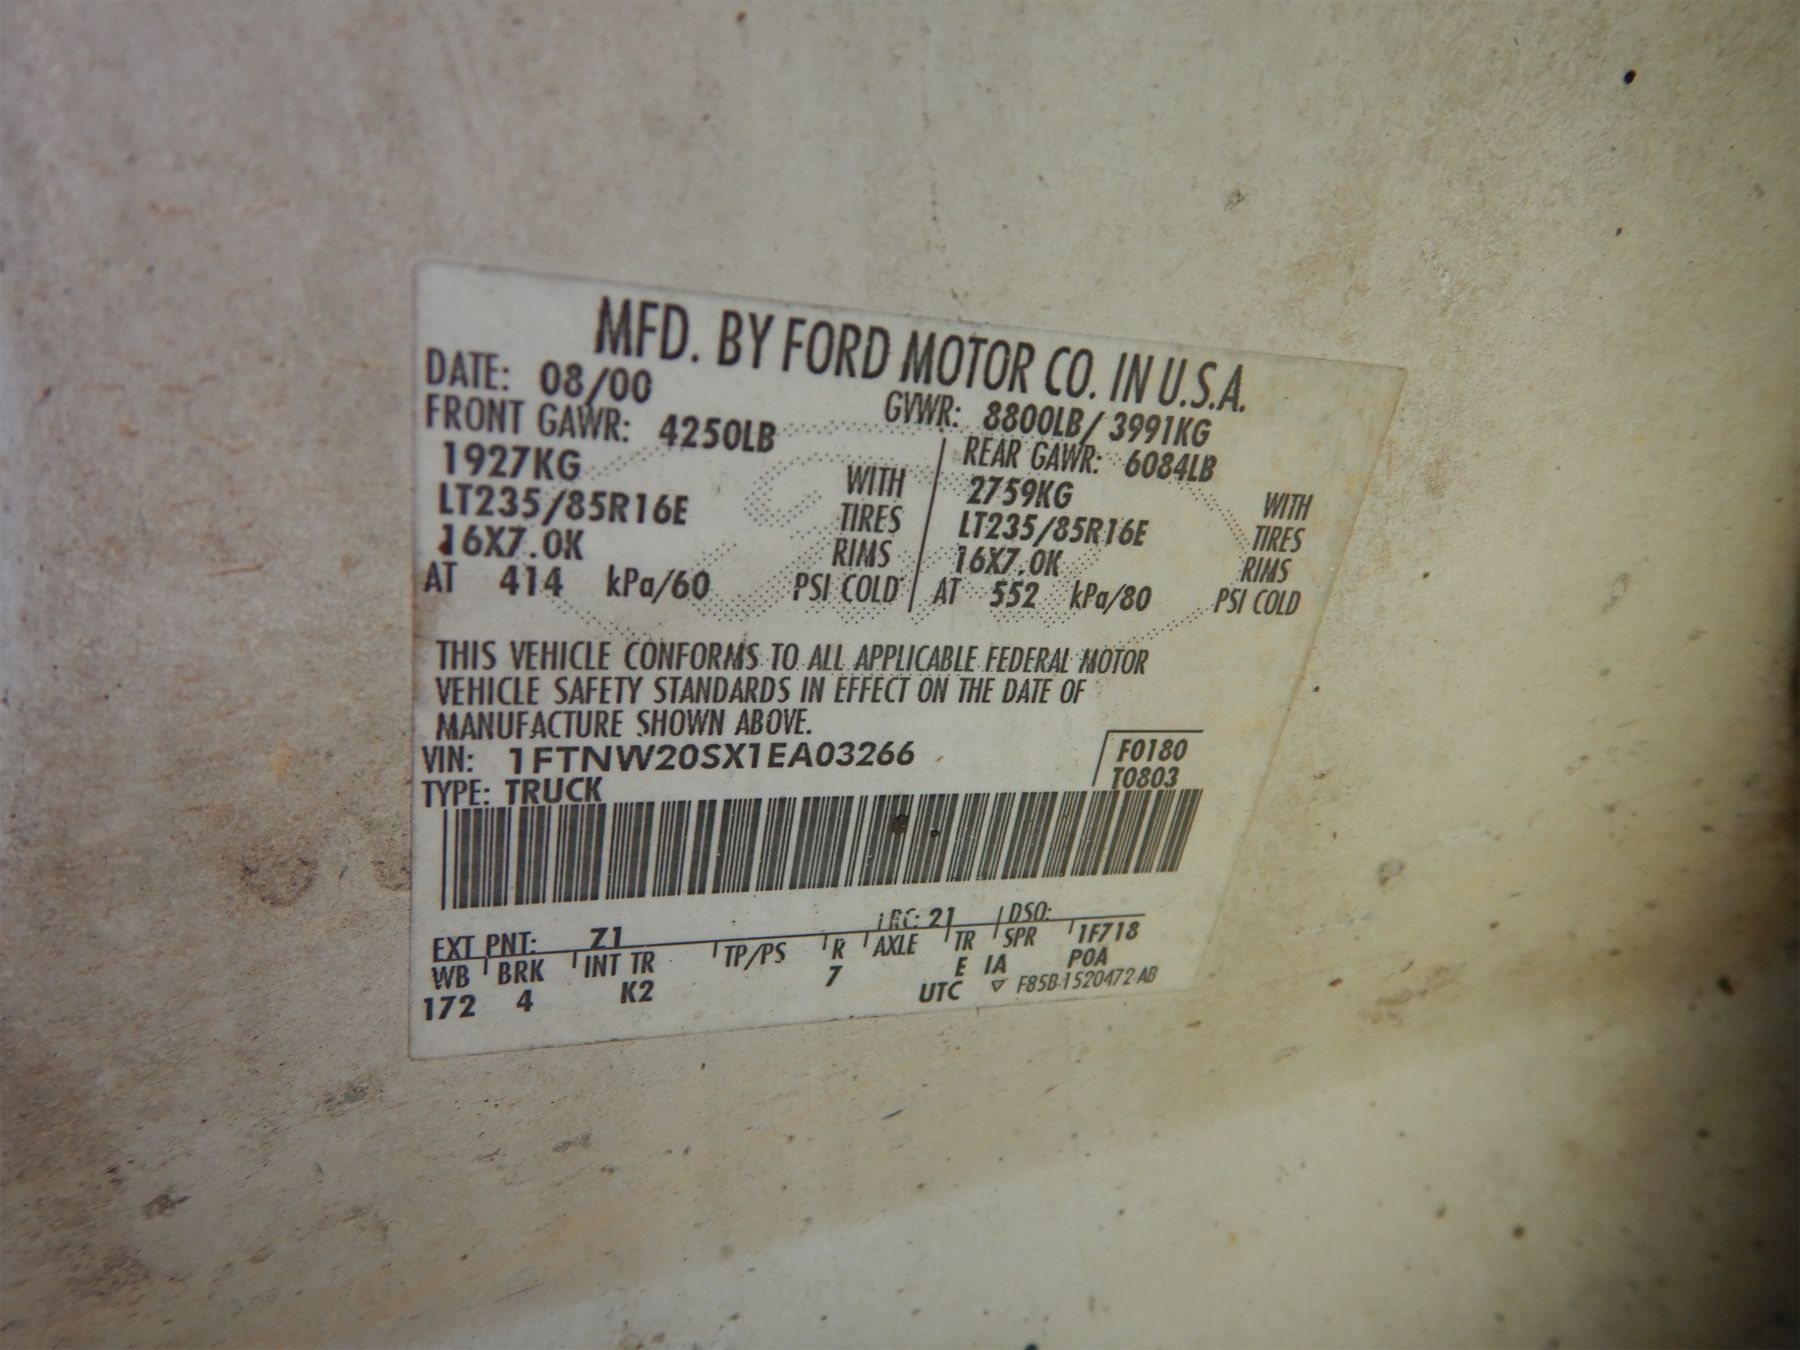 MFD. BY FORD MOTOR CO. IN U.S.A.
DATE: 08/00 GVWR: 8800LB/ 3991KG
FRONT GAWR: 4250LB REAR GAWR: 6084LB
1927KG WITH 2759KG WITH
LT235/85R16E TIRES LT235/85R16E TIRES
16X7.0K RIMS 16X7.0K RIMS
AT 414 kPa/60 PSI COLD AT 552 kPa/80 PSI COLD
THIS VEHICLE CONFORMS TO ALL APPLICABLE FEDERAL MOTOR
VEHICLE SAFETY STANDARDS IN EFFECT ON THE DATE OF
MANUFACTURE SHOWN ABOVE.
VIN: 1FTNW20SX1EA03266 F0180
TYPE: TRUCK T0803
EXT PNT: Z1 RC: 21 DSO:
WB BRK INT TR TP/PS R AXLE TR SPR 1F718
172 4 K2 7 E IA P0A
UTC ▽ F85B-1520472-AB